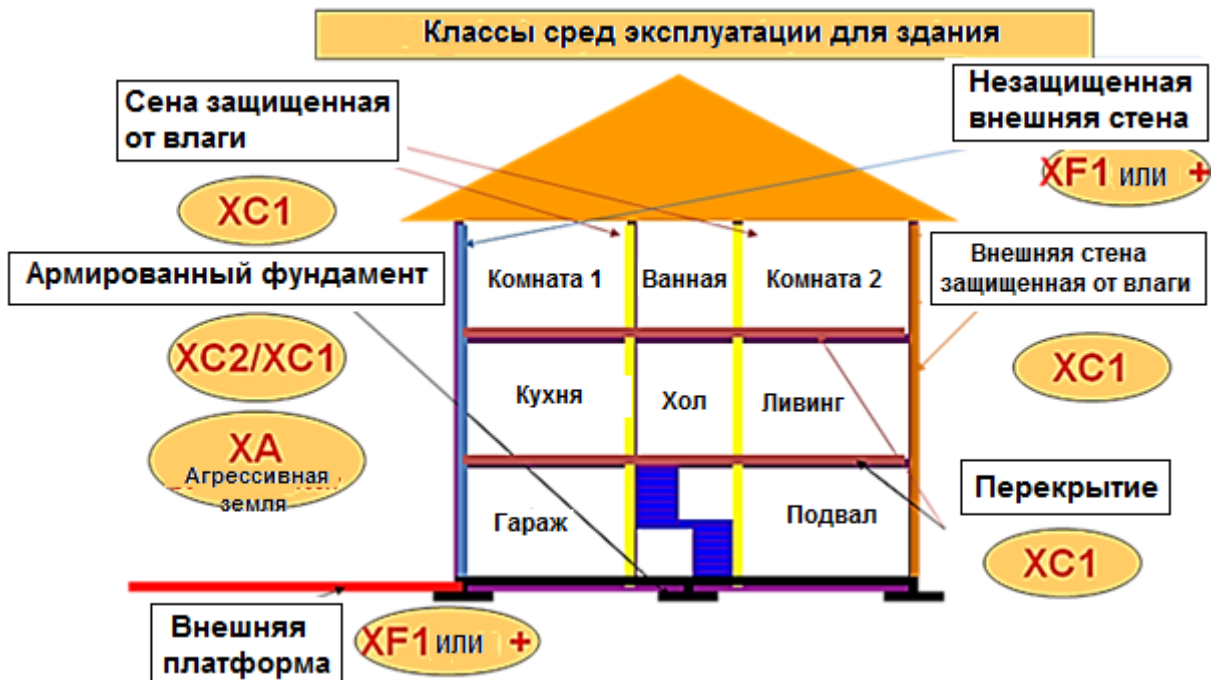 Классы сред эксплуатации для здания
Сена защищенная
от влаги
XC1
Незащищенная
внешняя стена
XF1 или +
Армированный фундамент
XC2/XC1
XA
Агрессивная
земля
Внешняя стена
защищенная от влаги
XC1
Комната 1
Ванная
Комната 2
Кухня
Хол
Ливинг
Гараж
Подвал
Перекрытие
XC1
Внешняя
платформа
XF1 или +